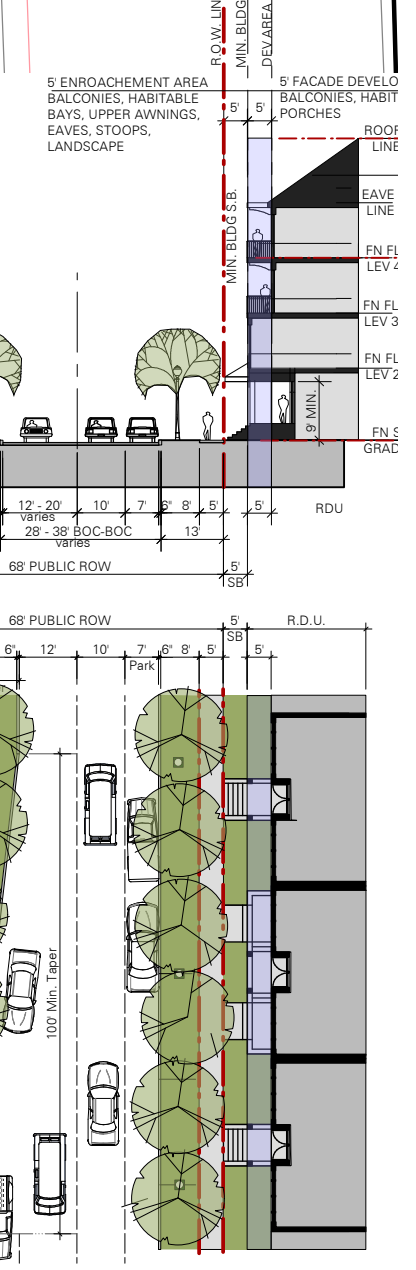 R.O.W. LIN
MIN. BLDG
DEV AREA
5' ENROACHEMENT AREA
BALCONIES, HABITABLE
BAYS, UPPER AWNINGS,
EAVES, STOOPS,
LANDSCAPE
5' FACADE DEVELO
BALCONIES, HABIT
PORCHES
5' 5'
ROOF
LINE
MIN. BLDG S.B.
EAVE
LINE
FN FL
LEV 4
FN FL
LEV 3
FN FL
LEV 2
9' MIN.
FN S
GRAD
12' - 20' 10' 7' 6" 8' 5' 5' RDU
varies
28' - 38' BOC-BOC 13'
varies
68' PUBLIC ROW 5'
SB
68' PUBLIC ROW 5' R.D.U.
SB
6" 12' 10' 7' 6" 8' 5' 5'
Park
100' Min. Taper